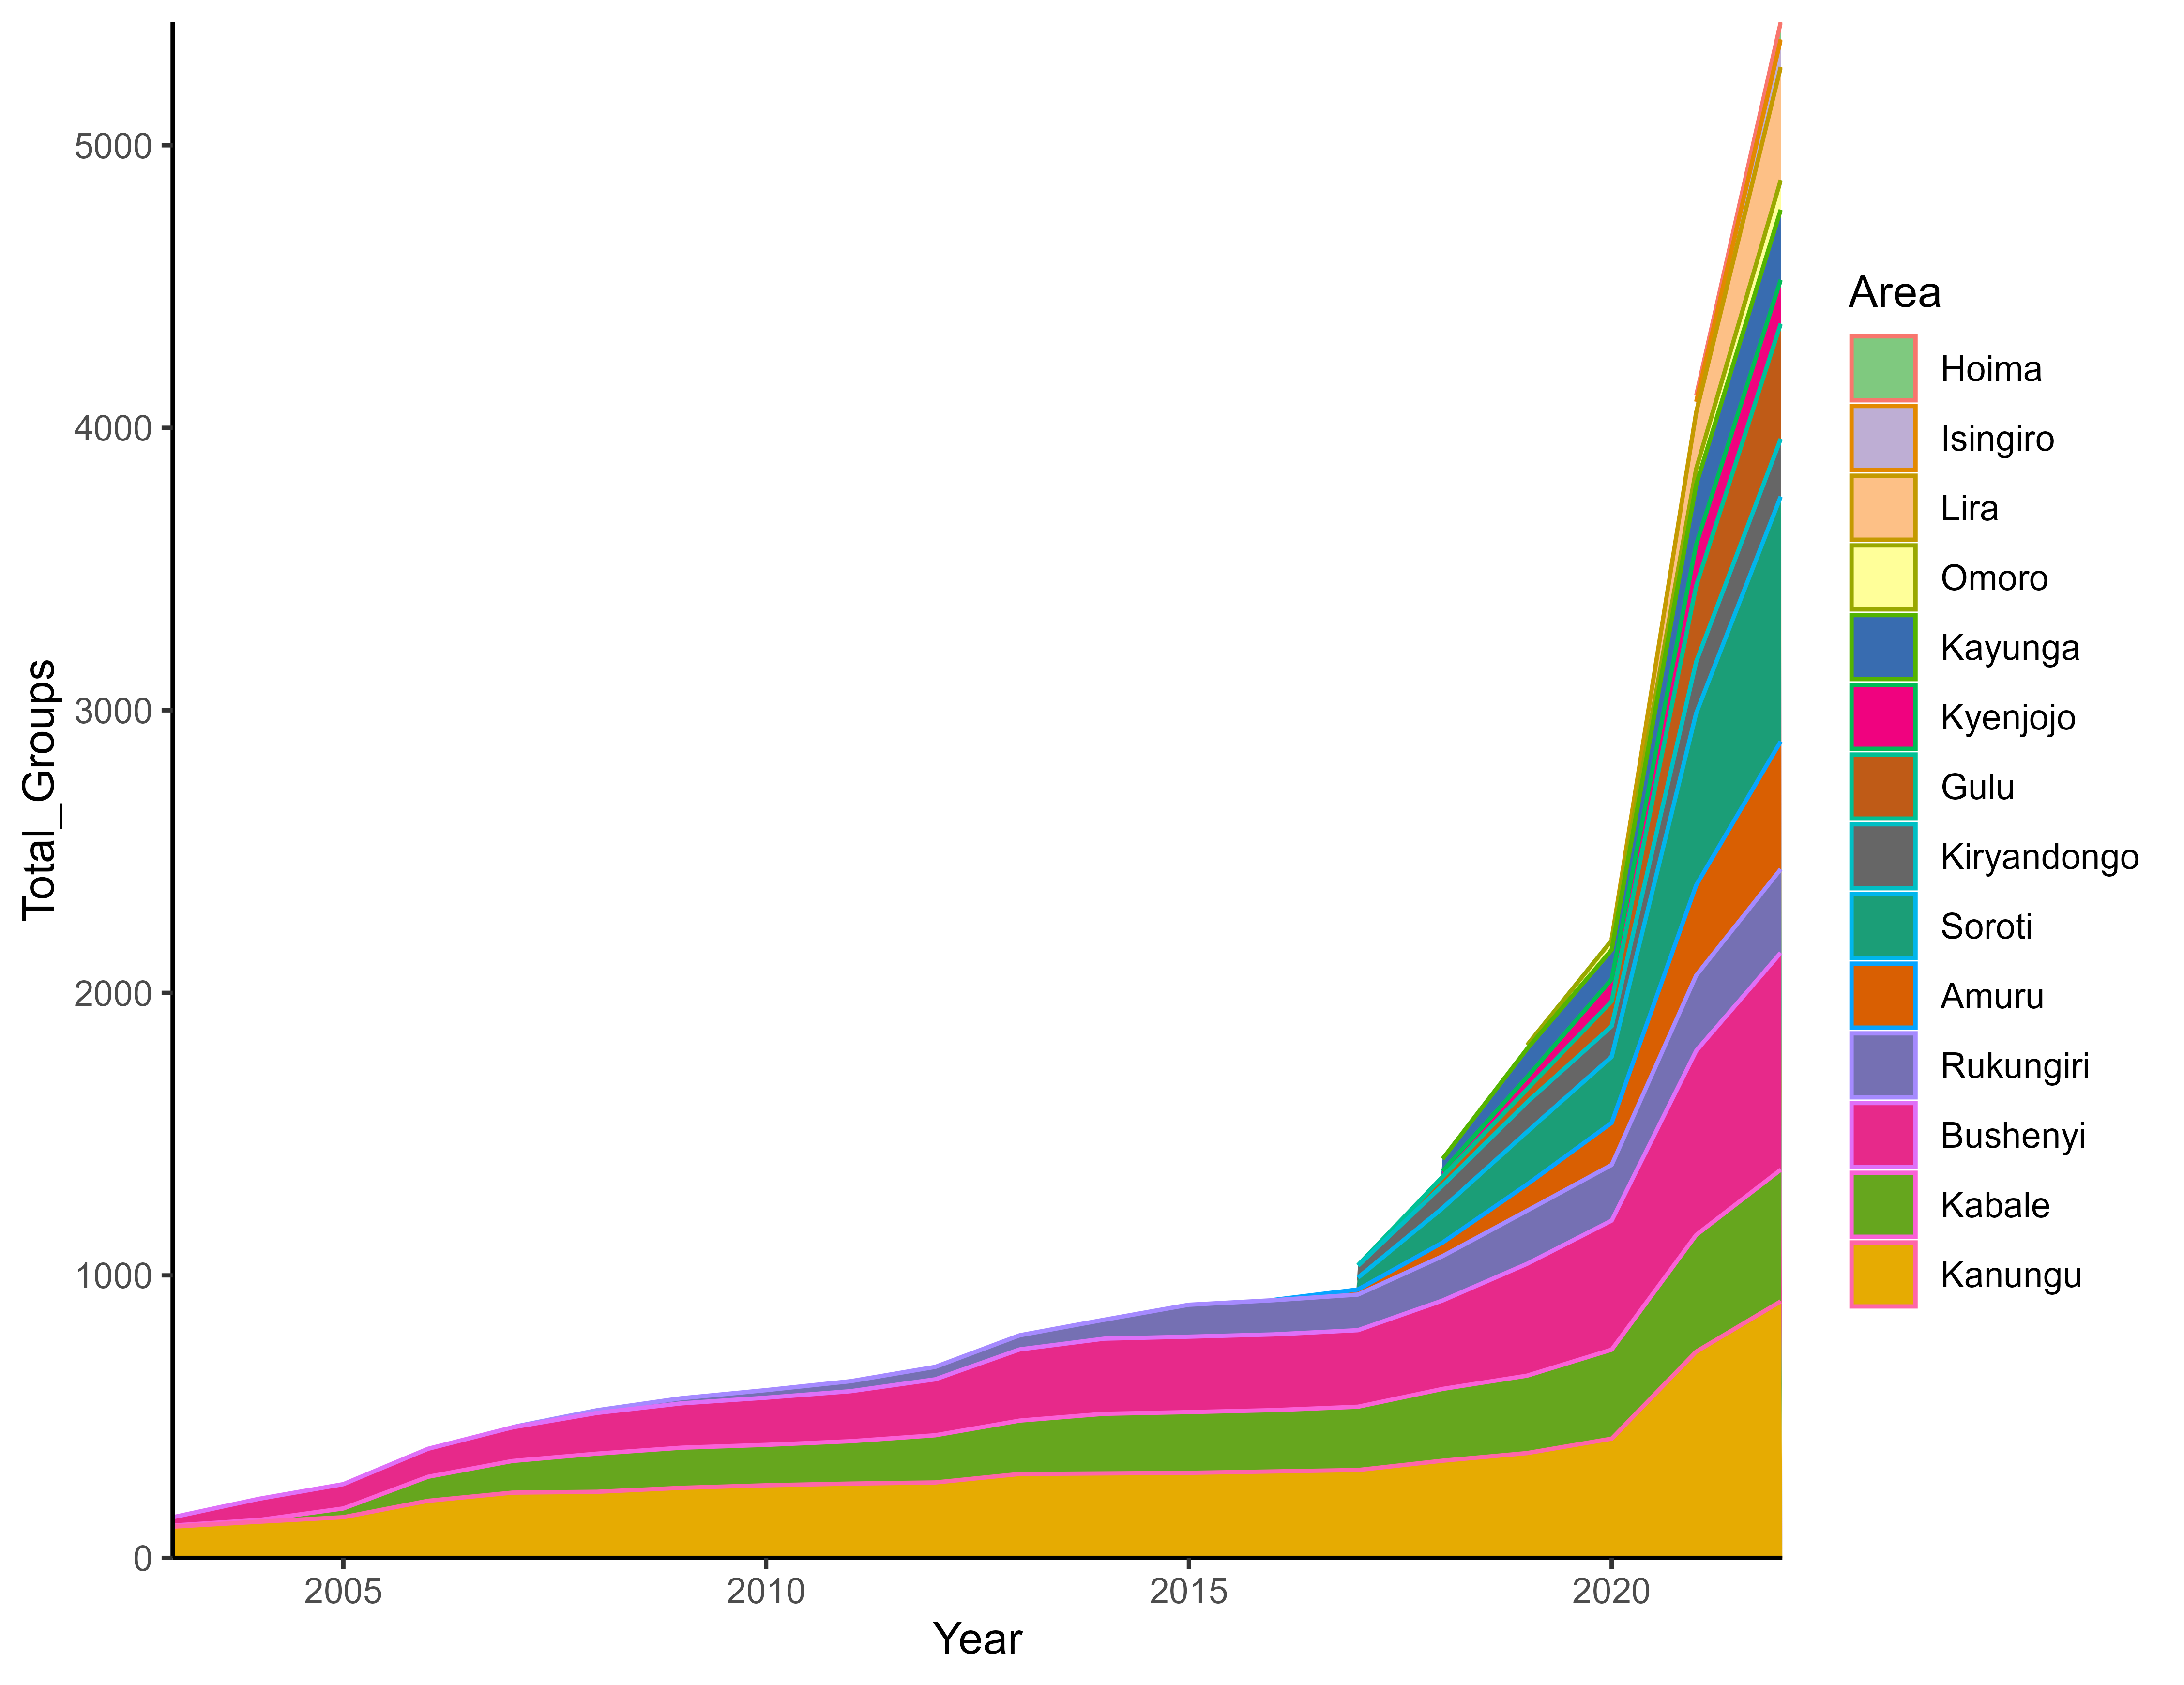 Total_Groups
5000
4000
3000
2000
1000
0
2005
2010
2015
2020
Year
Area
Hoima
Isingiro
Lira
Omoro
Kayunga
Kyenjojo
Gulu
Kiryandongo
Soroti
Amuru
Rukungiri
Bushenyi
Kabale
Kanungu